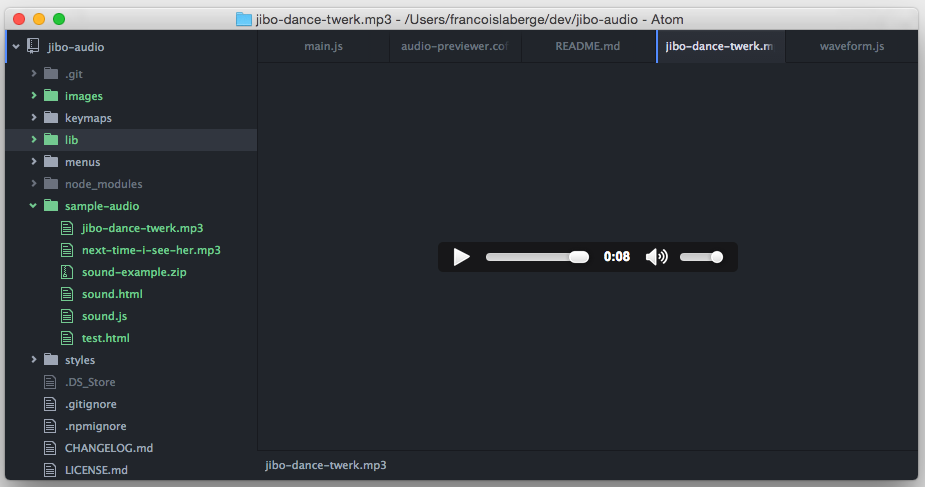 jibo-dance-twerk.mp3 - /Users/francoislaberge/dev/jibo-audio - Atom
jibo-audio
main.js
audio-previewer.cof
README.md
jibo-dance-twerk.m
waveform.js
.git
images
keymaps
lib
menus
node_modules
sample-audio
jibo-dance-twerk.mp3
next-time-i-see-her.mp3
sound-example.zip
sound.html
sound.js
test.html
styles
.DS_Store
.gitignore
.npmignore
CHANGELOG.md
LICENSE.md
0:08
jibo-dance-twerk.mp3